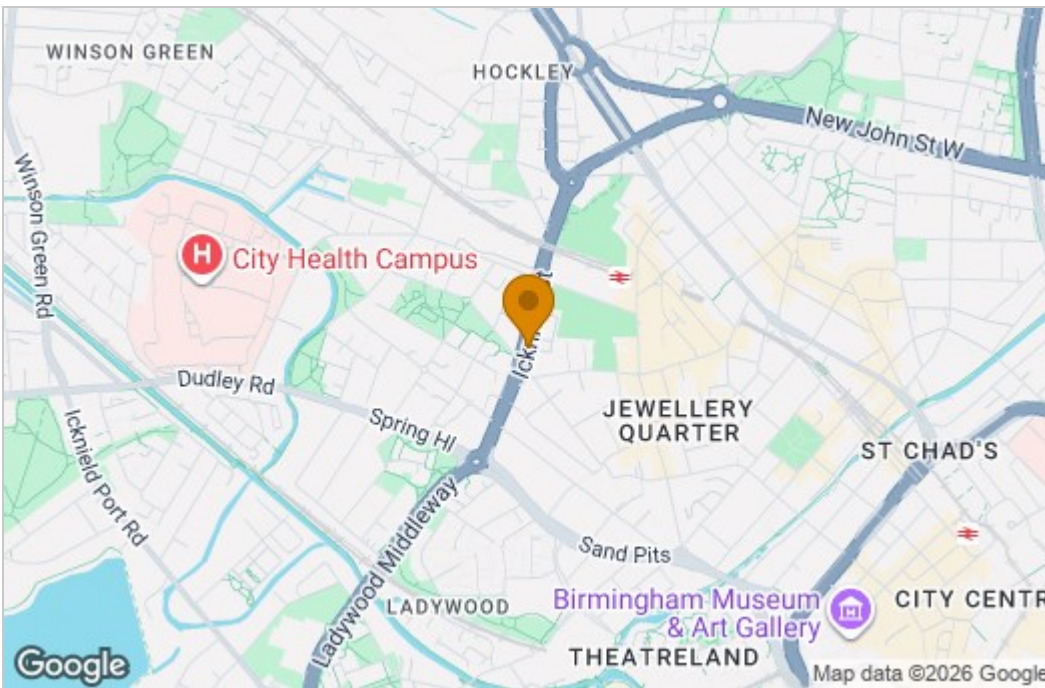 WINSON GREEN
HOCKLEY
New John St W
Winson Green Rd
H
City Health Campus
Dudley Rd
Spring Hl
JEWELLERY
QUARTER
ST CHAD'S
Icknield Port Rd
Ladywood Middleway
Sand Pits
LADYWOOD
Birmingham Museum
& Art Gallery
CITY CENTR
THEATRELAND
Google
Map data ©2026 Google